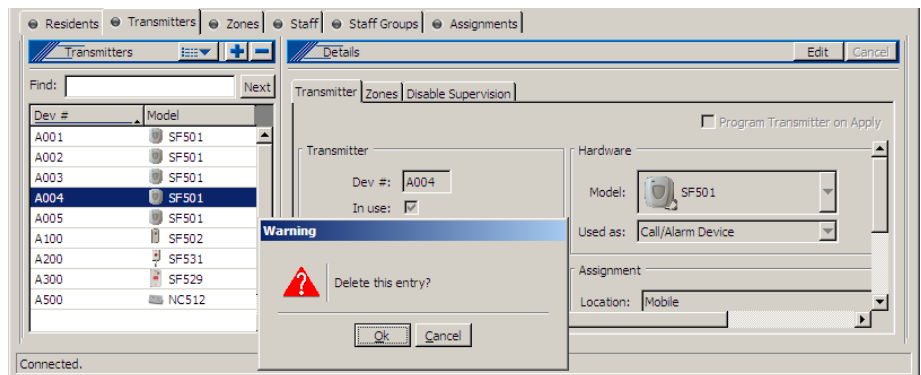 Residents Transmitters Zones Staff Staff Groups Assignments
Transmitters
Details Edit Cancel
Find: Next
Transmitter Zones Disable Supervision
Dev # Model
Program Transmitter on Apply
A001 SF501
A002 SF501
A003 SF501
A004 SF501
A005 SF501
A100 SF502
A200 SF531
A300 SF529
A500 NC512
Transmitter
Dev #: A004
In use:
Hardware
Model: SF501
Used as: Call/Alarm Device
Assignment
Location: Mobile
Warning
Delete this entry?
Ok Cancel
Connected.